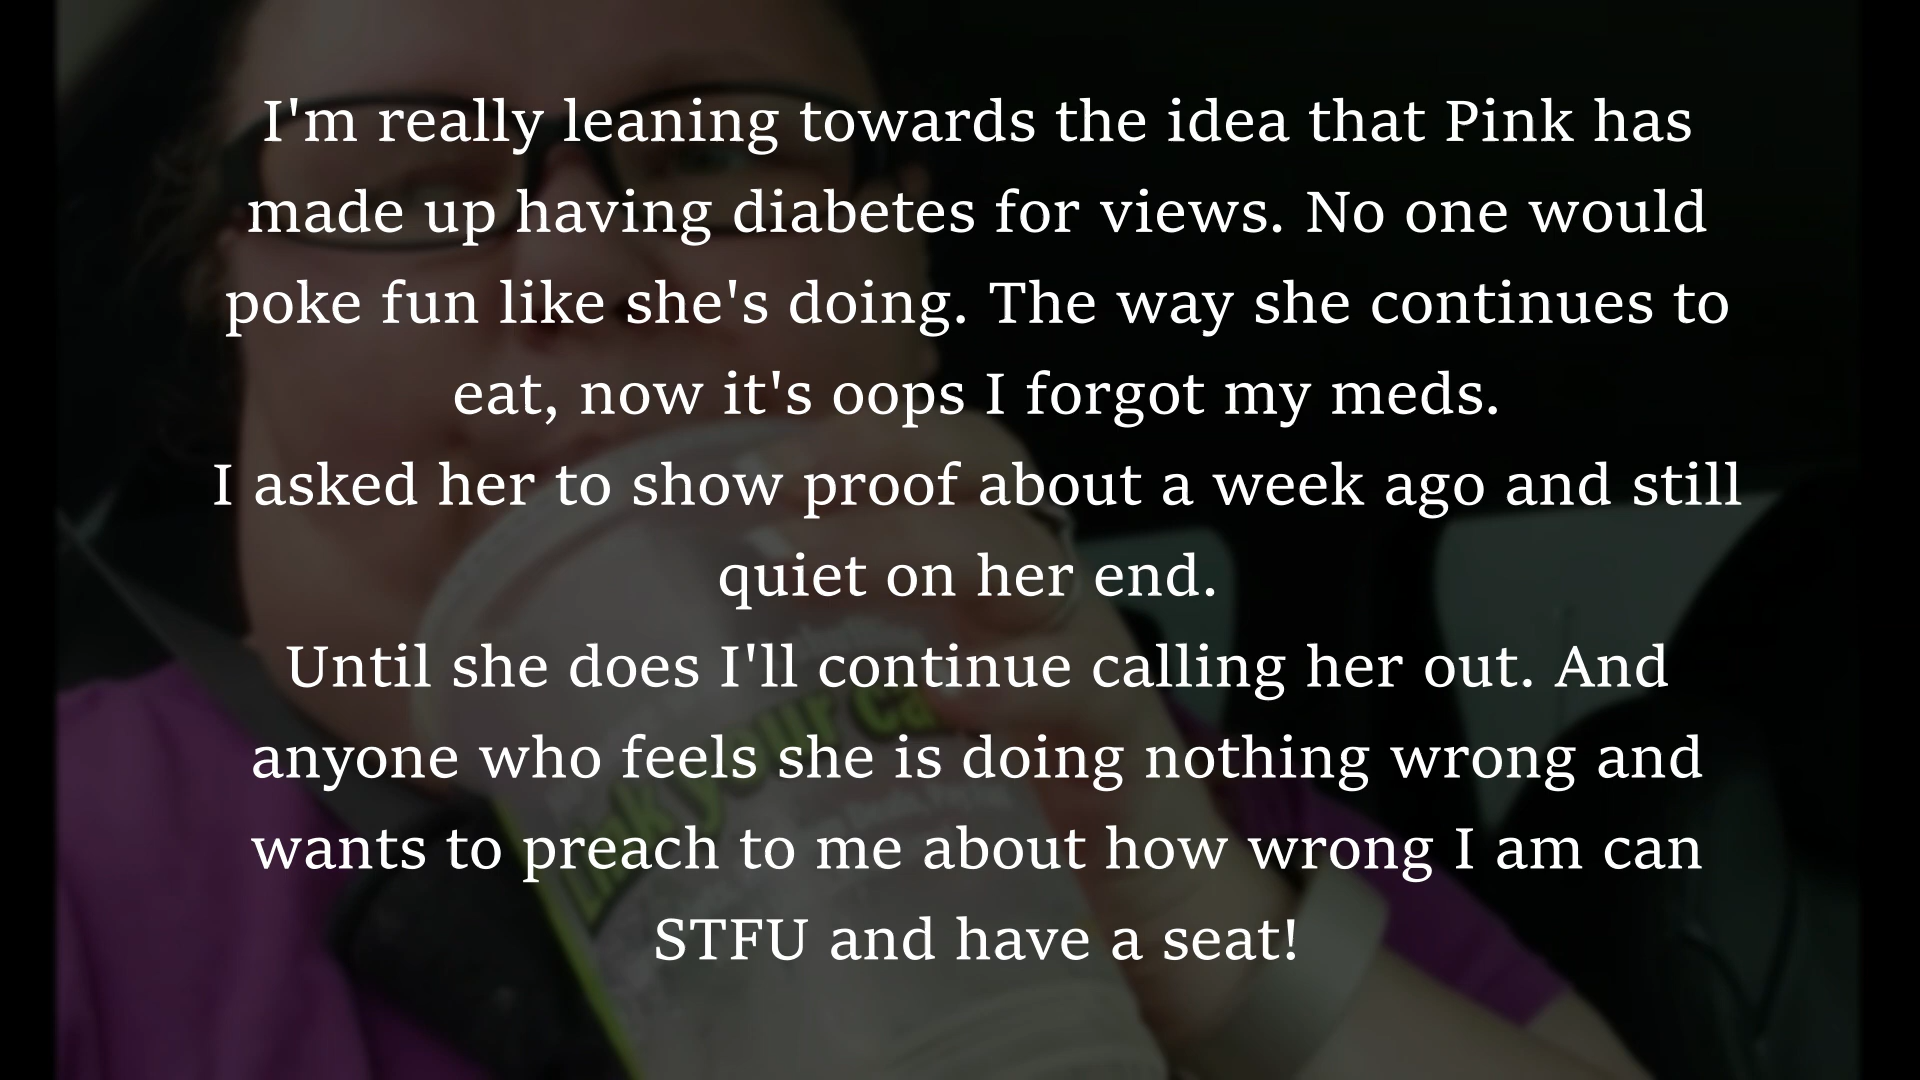 I'm really leaning towards the idea that Pink has
made up having diabetes for views. No one would
poke fun like she's doing. The way she continues to
eat, now it's oops I forgot my meds.
I asked her to show proof about a week ago and still
quiet on her end.
Until she does I'll continue calling her out. And
anyone who feels she is doing nothing wrong and
wants to preach to me about how wrong I am can
STFU and have a seat!
your ca